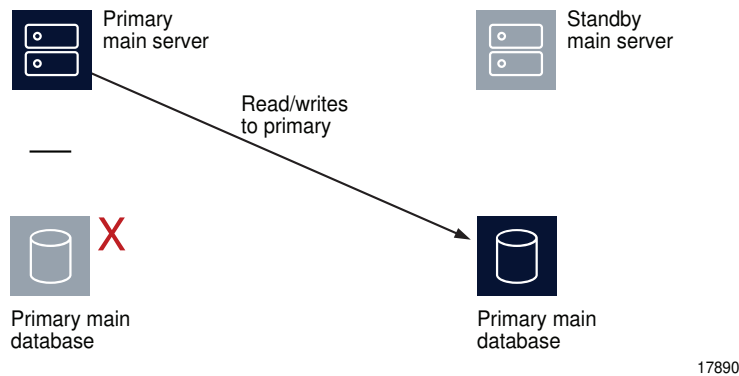 Primary
main server
Standby
main server
Read/writes
to primary
X
Primary main
database
Primary main
database
17890